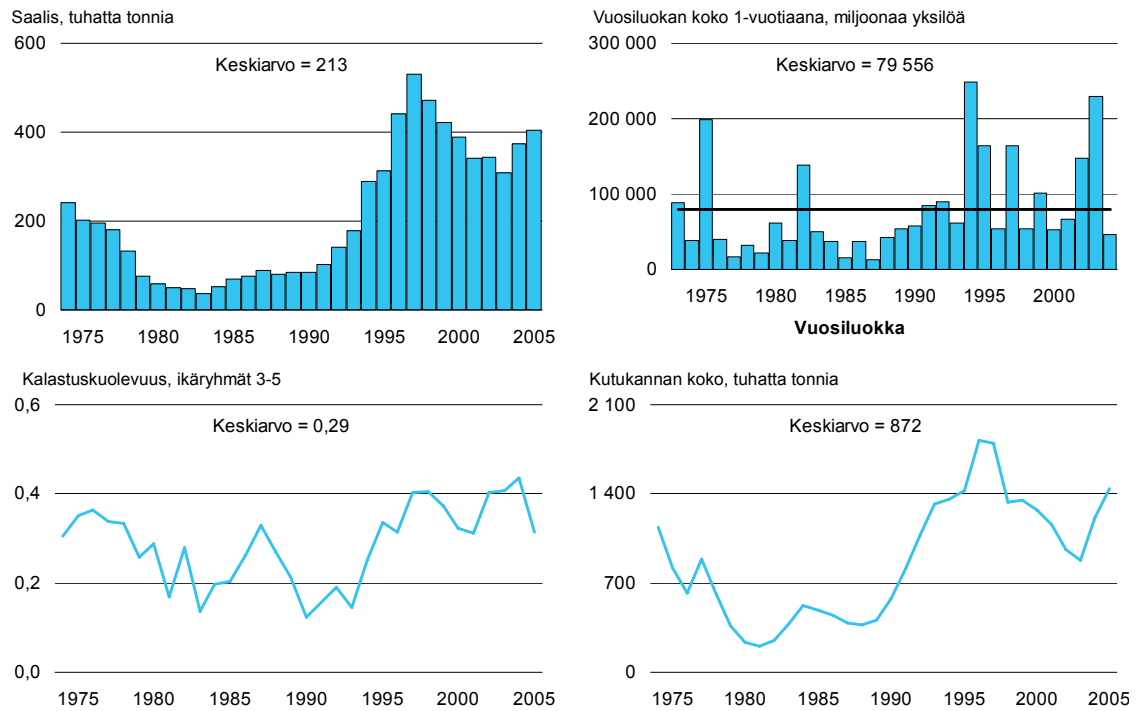 Saalis, tuhatta tonnia
600
Keskiarvo = 213
400
200
0
1975 1980 1985 1990 1995 2000 2005
Vuosiluokan koko 1-vuotiaana, miljoonaa yksilöä
300 000
Keskiarvo = 79 556
200 000
100 000
0
1975 1980 1985 1990 1995 2000
Vuosiluokka
Kalastuskuolevuus, ikäryhmät 3-5
0,6
Keskiarvo = 0,29
0,4
0,2
0,0
1975 1980 1985 1990 1995 2000 2005
Kutukannan koko, tuhatta tonnia
2 100
Keskiarvo = 872
1 400
700
0
1975 1980 1985 1990 1995 2000 2005